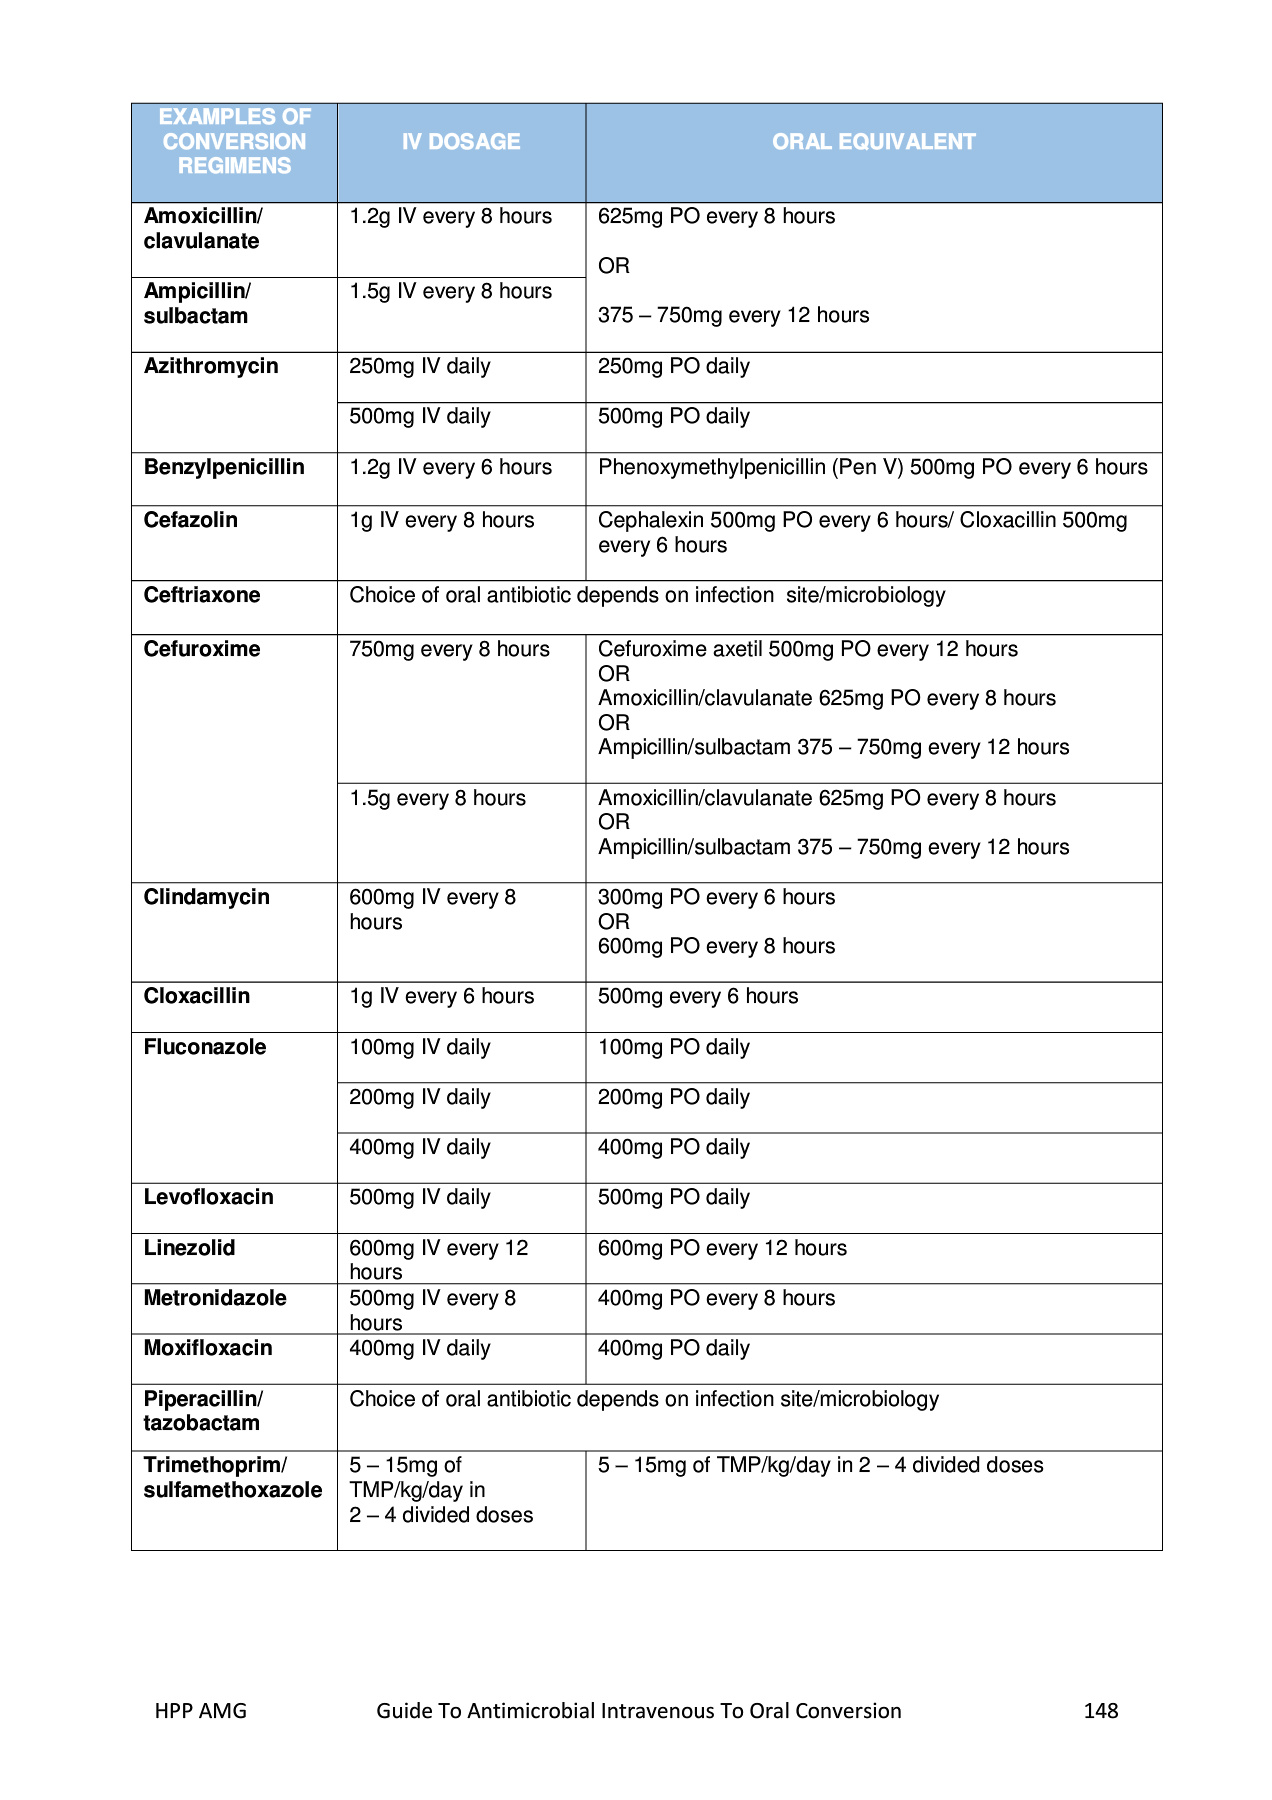 EXAMPLES OF
CONVERSION
REGIMENS
IV DOSAGE
ORAL EQUIVALENT
Amoxicillin/
clavulanate
1.2g IV every 8 hours
625mg PO every 8 hours
OR
375 – 750mg every 12 hours
Ampicillin/
sulbactam
1.5g IV every 8 hours
Azithromycin
250mg IV daily
250mg PO daily
500mg IV daily
500mg PO daily
Benzylpenicillin
1.2g IV every 6 hours
Phenoxymethylpenicillin (Pen V) 500mg PO every 6 hours
Cefazolin
1g IV every 8 hours
Cephalexin 500mg PO every 6 hours/ Cloxacillin 500mg
every 6 hours
Ceftriaxone
Choice of oral antibiotic depends on infection  site/microbiology
Cefuroxime
750mg every 8 hours
Cefuroxime axetil 500mg PO every 12 hours
OR
Amoxicillin/clavulanate 625mg PO every 8 hours
OR
Ampicillin/sulbactam 375 – 750mg every 12 hours
1.5g every 8 hours
Amoxicillin/clavulanate 625mg PO every 8 hours
OR
Ampicillin/sulbactam 375 – 750mg every 12 hours
Clindamycin
600mg IV every 8
hours
300mg PO every 6 hours
OR
600mg PO every 8 hours
Cloxacillin
1g IV every 6 hours
500mg every 6 hours
Fluconazole
100mg IV daily
100mg PO daily
200mg IV daily
200mg PO daily
400mg IV daily
400mg PO daily
Levofloxacin
500mg IV daily
500mg PO daily
Linezolid
600mg IV every 12
hours
600mg PO every 12 hours
Metronidazole
500mg IV every 8
hours
400mg PO every 8 hours
Moxifloxacin
400mg IV daily
400mg PO daily
Piperacillin/
tazobactam
Choice of oral antibiotic depends on infection site/microbiology
Trimethoprim/
sulfamethoxazole
5 – 15mg of
TMP/kg/day in
2 – 4 divided doses
5 – 15mg of TMP/kg/day in 2 – 4 divided doses
HPP AMG
Guide To Antimicrobial Intravenous To Oral Conversion
148